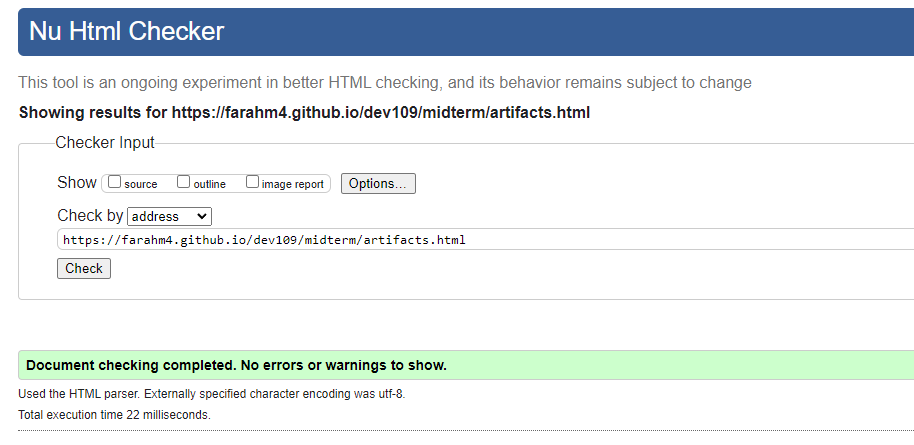 Nu Html Checker
This tool is an ongoing experiment in better HTML checking, and its behavior remains subject to change
Showing results for https://farahm4.github.io/dev109/midterm/artifacts.html
Checker Input
Show source outline image report Options...
Check by address
https://farahm4.github.io/dev109/midterm/artifacts.html
Check
Document checking completed. No errors or warnings to show.
Used the HTML parser. Externally specified character encoding was utf-8.
Total execution time 22 milliseconds.